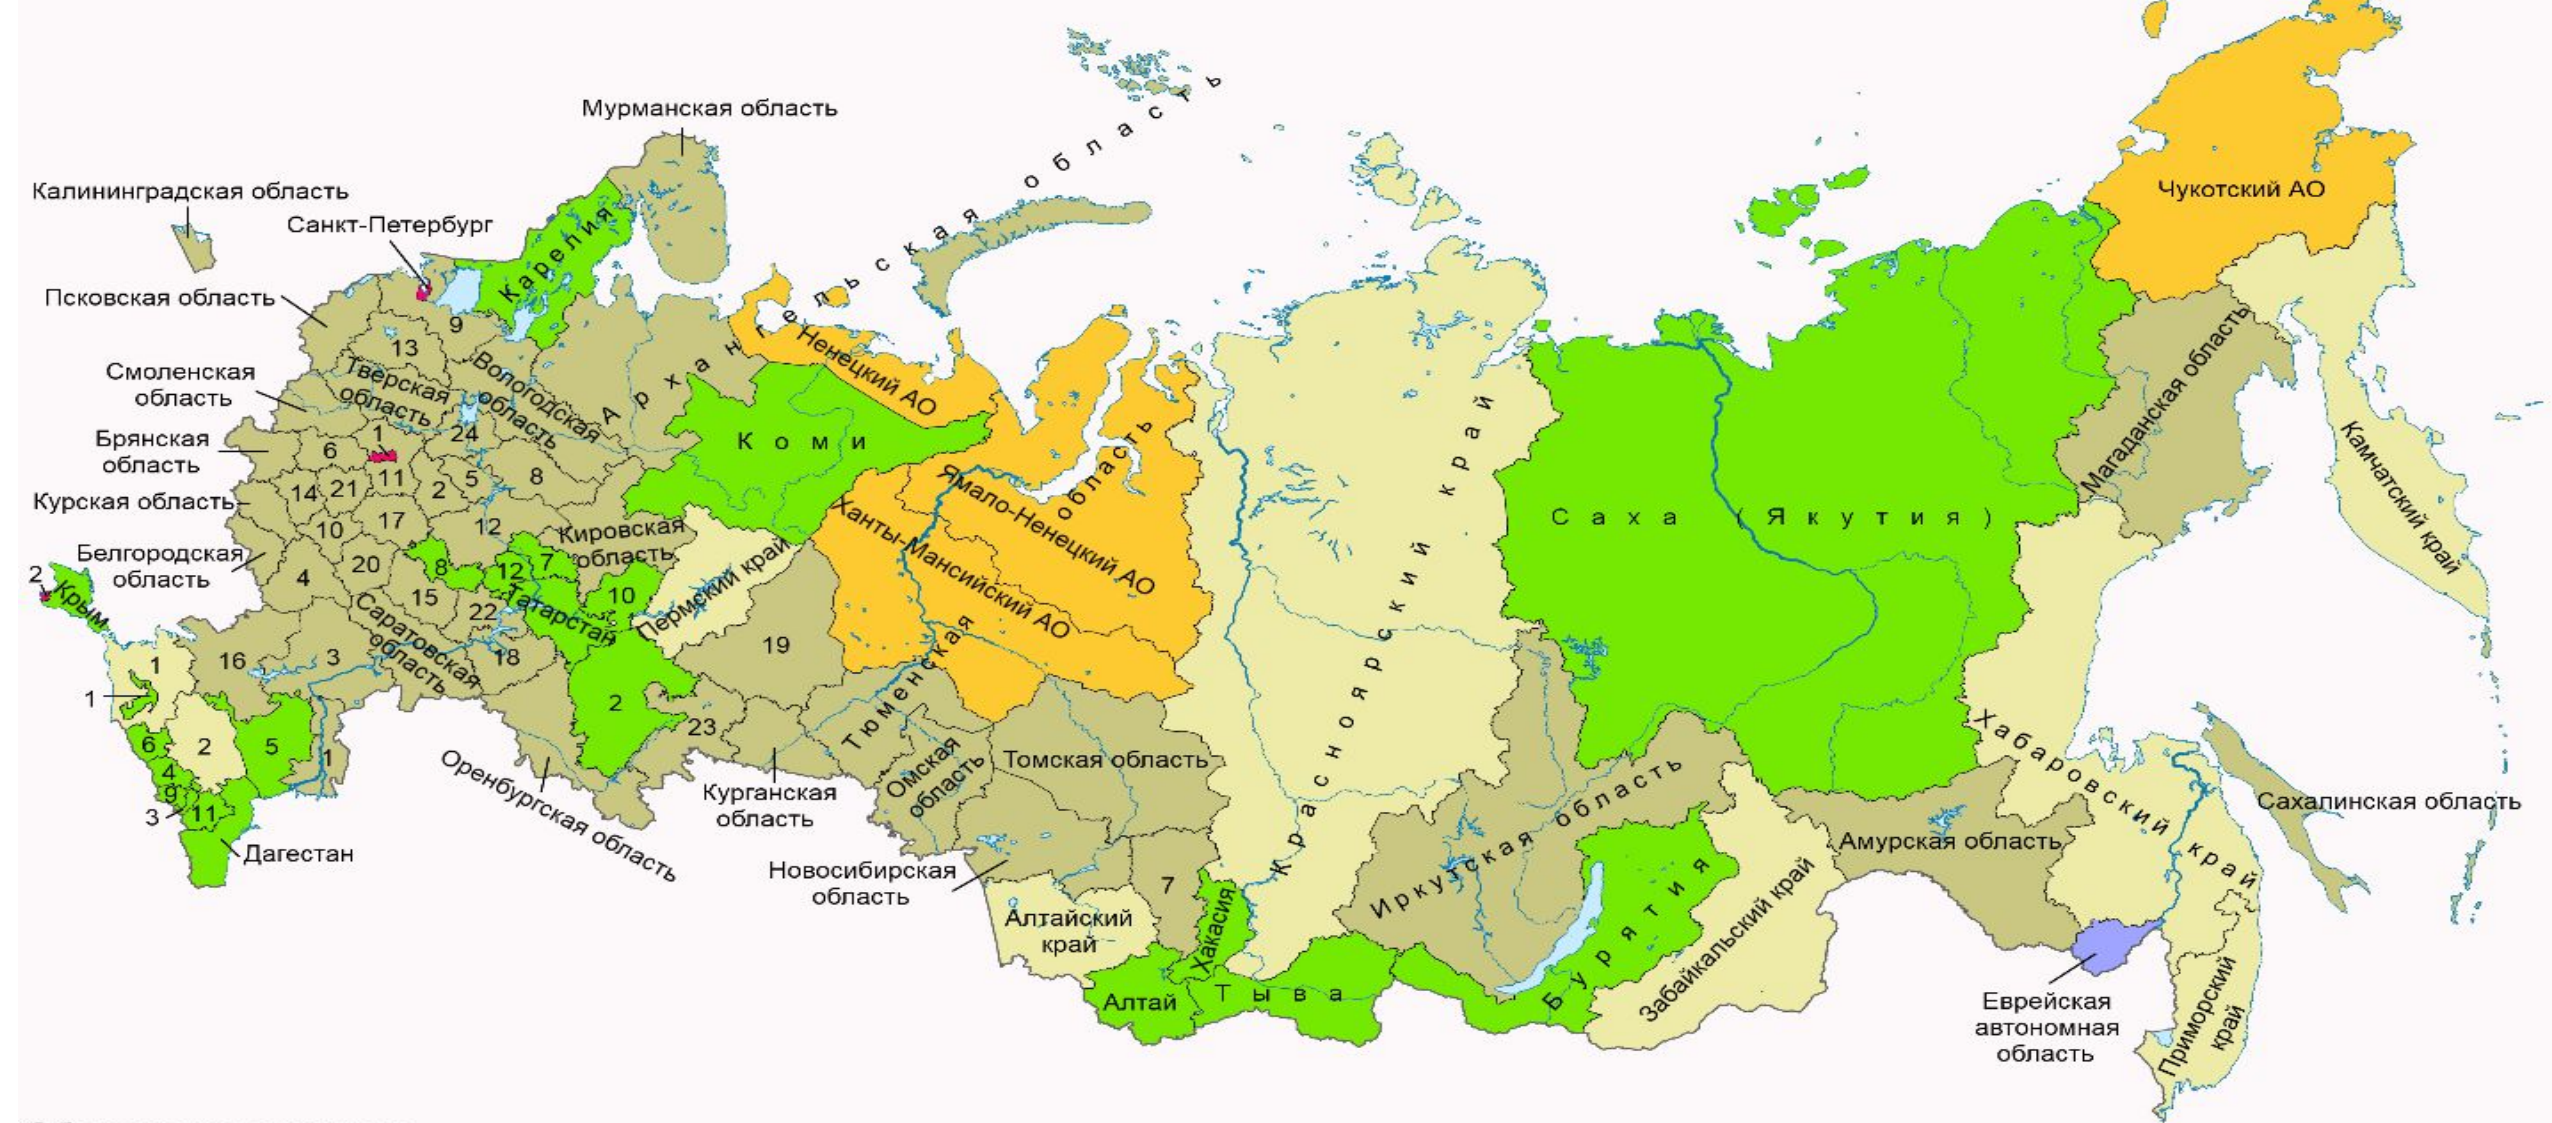 Мурманская область
Архангельская область
Чукотский АО
Калининградская область
Санкт-Петербург
Карелия
Псковская область
9
13
Ненецкий АО
Смоленская
область
Тверская
область
Вологодская
область
Магаданская область
Камчатский край
Брянская
область
6
1
24
Коми
14
21
11
2
5
8
Ямало-Ненецкий АО
Ханты-Мансийский АО
Тюменская область
Красноярский край
Саха (Якутия)
Курская область
10
17
12
Кировская
область
Белгородская
область
4
20
8
12
7
10
Пермский край
2
Крым
15
22
Татарстан
Саратовская
область
16
3
18
19
1
1
2
23
6
2
5
1
4
9
3
11
Дагестан
Оренбургская область
Курганская
область
Омская
область
Томская область
Новосибирская
область
7
Алтайский
край
Хакасия
Алтай
Тыва
Иркутская область
Бурятия
Забайкальский край
Амурская область
Хабаровский край
Сахалинская область
Еврейская
автономная
область
Приморский
край